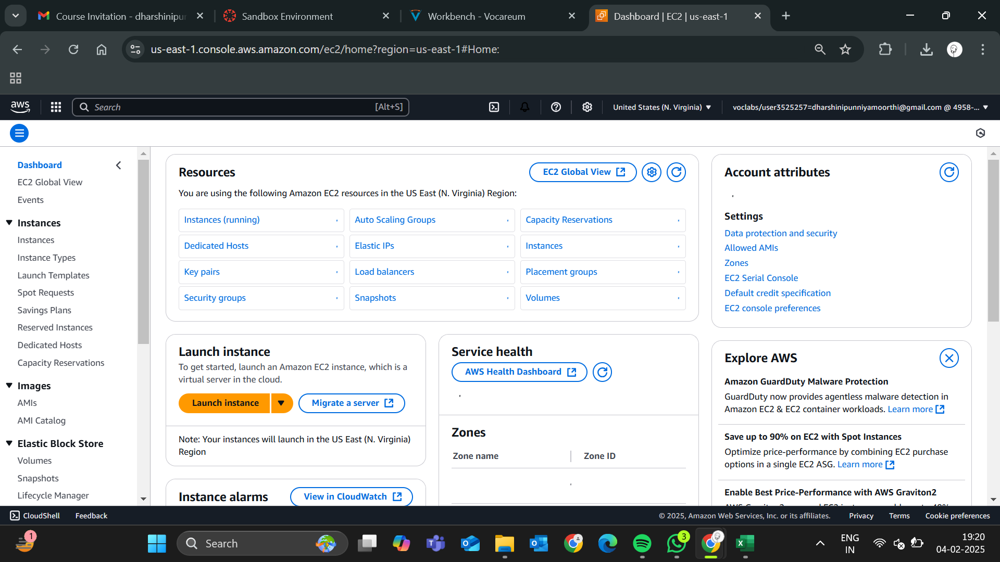 Course Invitation - dharshinipur
Sandbox Environment
Workbench - Vocareum
Dashboard | EC2 | us-east-1
us-east-1.console.aws.amazon.com/ec2/home?region=us-east-1#Home:
aws
Search
[Alt+S]
United States (N. Virginia)
voclabs/user3525257=dharshinipunniyamoorthi@gmail.com @ 4958-...
Dashboard
EC2 Global View
Events
Instances
Instances
Instance Types
Launch Templates
Spot Requests
Savings Plans
Reserved Instances
Dedicated Hosts
Capacity Reservations
Images
AMIs
AMI Catalog
Elastic Block Store
Volumes
Snapshots
Lifecycle Manager
Resources
EC2 Global View
You are using the following Amazon EC2 resources in the US East (N. Virginia) Region:
Instances (running)
Auto Scaling Groups
Capacity Reservations
Dedicated Hosts
Elastic IPs
Instances
Key pairs
Load balancers
Placement groups
Security groups
Snapshots
Volumes
Launch instance
To get started, launch an Amazon EC2 instance, which is a
virtual server in the cloud.
Launch instance
Migrate a server
Note: Your instances will launch in the US East (N. Virginia)
Region
Instance alarms
View in CloudWatch
Service health
AWS Health Dashboard
Zones
Zone name
Zone ID
Account attributes
Settings
Data protection and security
Allowed AMIs
Zones
EC2 Serial Console
Default credit specification
EC2 console preferences
Explore AWS
Amazon GuardDuty Malware Protection
GuardDuty now provides agentless malware detection in
Amazon EC2 & EC2 container workloads. Learn more
Save up to 90% on EC2 with Spot Instances
Optimize price-performance by combining EC2 purchase
options in a single EC2 ASG. Learn more
Enable Best Price-Performance with AWS Graviton2
CloudShell
Feedback
© 2025, Amazon Web Services, Inc. or its affiliates.
Privacy
Terms
Cookie preferences
1
Search
3
ENG
IN
19:20
04-02-2025